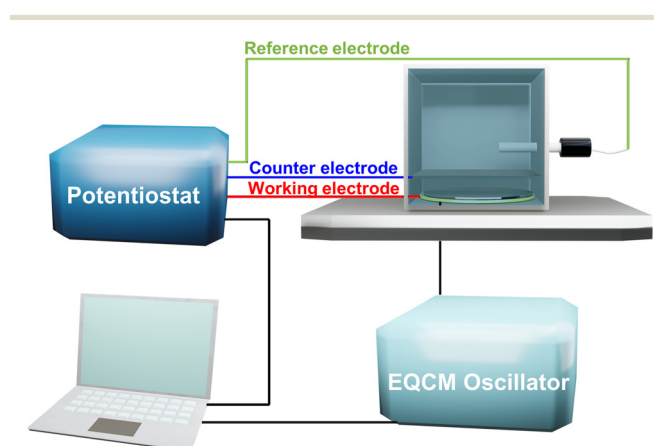 Reference electrode
Counter electrode
Working electrode
Potentiostat
EQCM Oscillator